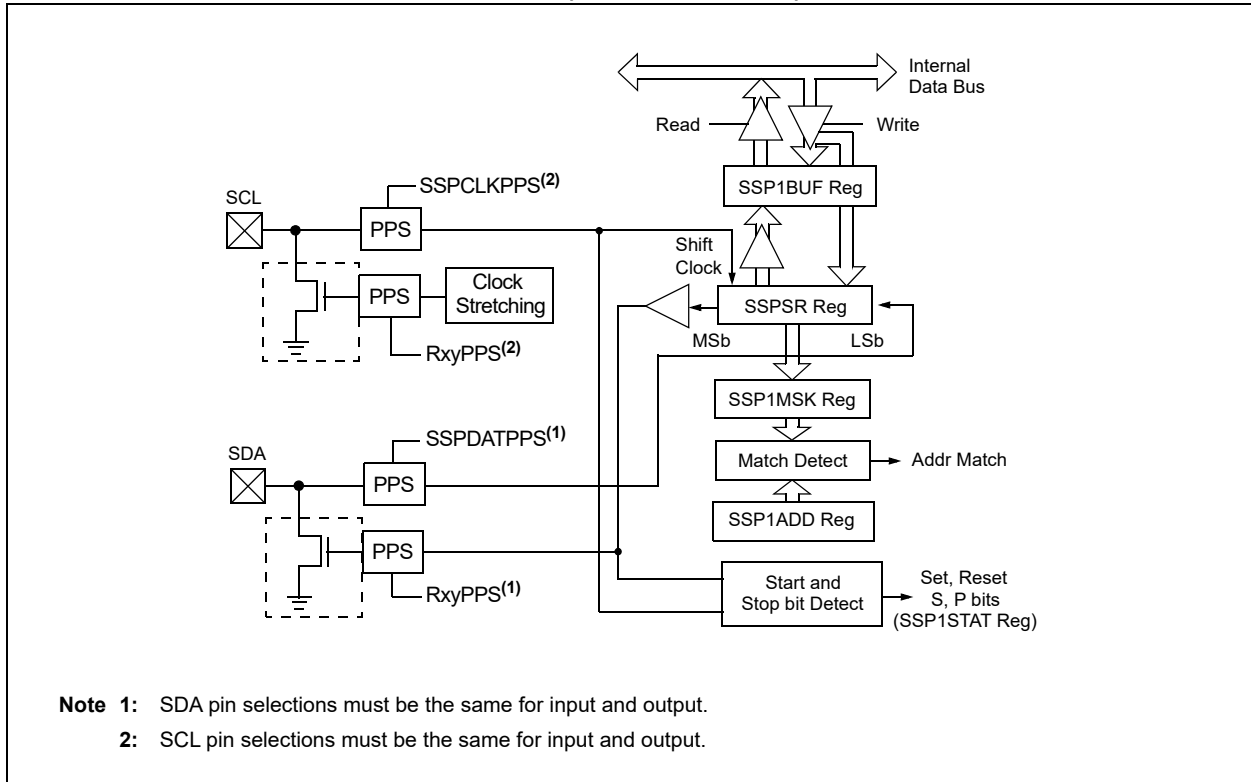 Internal
Data Bus
Read
Write
SSP1BUF Reg
SSPCLKPPS(2)
SCL
PPS
Shift
Clock
PPS
Clock
Stretching
SSPSR Reg
MSb
LSb
RxyPPS(2)
SSP1MSK Reg
SSPDATPPS(1)
SDA
PPS
Match Detect
Addr Match
SSP1ADD Reg
PPS
RxyPPS(1)
Start and
Stop bit Detect
Set, Reset
S, P bits
(SSP1STAT Reg)
Note 1: SDA pin selections must be the same for input and output.
2: SCL pin selections must be the same for input and output.